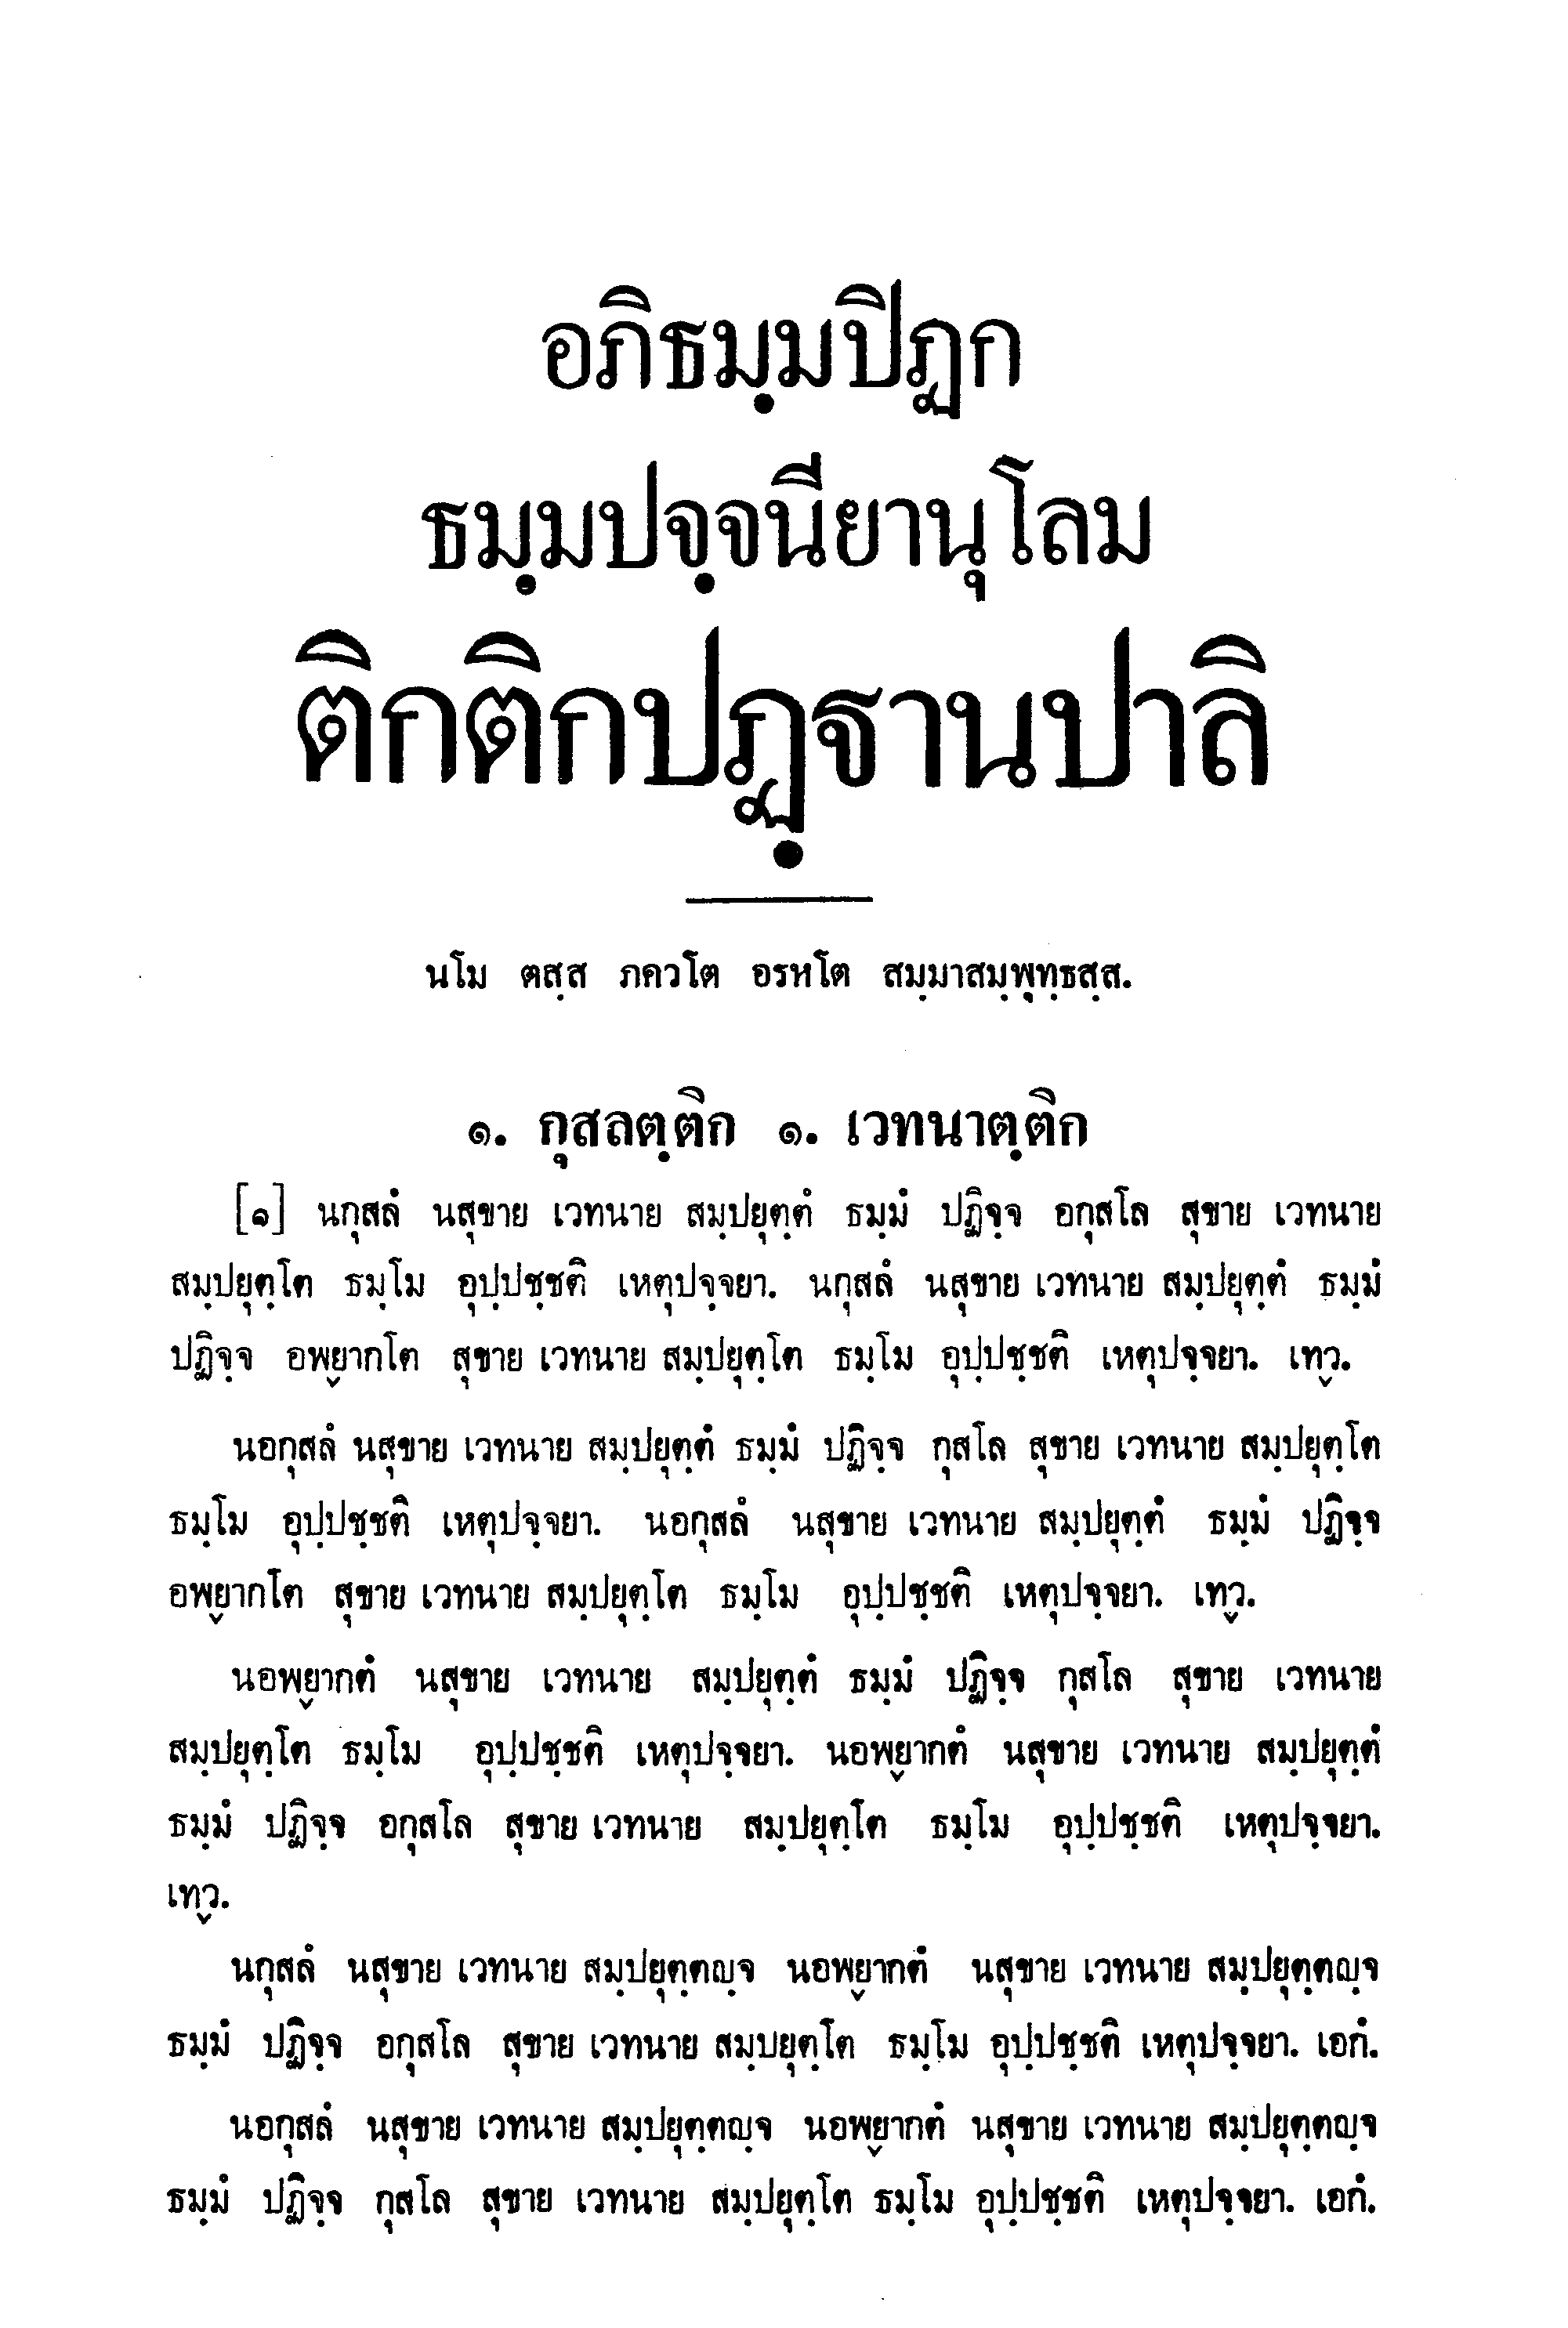 อภิธมฺมปิฏก
ธมฺมปจฺจนียานุโลม
ติกติกปฏฺฐานปาลิ
นโม ตสฺส ภควโต อรหโต สมฺมาสมฺพุทฺธสฺส.
๑. กุสลตฺติก ๑. เวทนาตฺติก
[๑] นกุสลํ นสุขาย เวทนาย สมฺปยุตฺตํ ธมฺมํ ปฏิจฺจ อกุสโล สุขาย เวทนาย
สมฺปยุตฺโต ธมฺโม อุปฺปชฺชติ เหตุปจฺจยา. นกุสลํ นสุขาย เวทนาย สมฺปยุตฺตํ ธมฺมํ
ปฏิจฺจ อพฺยากโต สุขาย เวทนาย สมฺปยุตฺโต ธมฺโม อุปฺปชฺชติ เหตุปจฺจยา. เทฺว.
นอกุสลํ นสุขาย เวทนาย สมฺปยุตฺตํ ธมฺมํ ปฏิจฺจ กุสโล สุขาย เวทนาย สมฺปยุตฺโต
ธมฺโม อุปฺปชฺชติ เหตุปจฺจยา. นอกุสลํ นสุขาย เวทนาย สมฺปยุตฺตํ ธมฺมํ ปฏิจฺจ
อพฺยากโต สุขาย เวทนาย สมฺปยุตฺโต ธมฺโม อุปฺปชฺชติ เหตุปจฺจยา. เทฺว.
นอพฺยากตํ นสุขาย เวทนาย สมฺปยุตฺตํ ธมฺมํ ปฏิจฺจ กุสโล สุขาย เวทนาย
สมฺปยุตฺโต ธมฺโม อุปฺปชฺชติ เหตุปจฺจยา. นอพฺยากตํ นสุขาย เวทนาย สมฺปยุตฺตํ
ธมฺมํ ปฏิจฺจ อกุสโล สุขาย เวทนาย สมฺปยุตฺโต ธมฺโม อุปฺปชฺชติ เหตุปจฺจยา.
เทฺว.
นกุสลํ นสุขาย เวทนาย สมฺปยุตฺตญฺจ นอพฺยากตํ นสุขาย เวทนาย สมฺปยุตฺตญฺจ
ธมฺมํ ปฏิจฺจ อกุสโล สุขาย เวทนาย สมฺปยุตฺโต ธมฺโม อุปฺปชฺชติ เหตุปจฺจยา. เอกํ.
นอกุสลํ นสุขาย เวทนาย สมฺปยุตฺตญฺจ นอพฺยากตํ นสุขาย เวทนาย สมฺปยุตฺตญฺจ
ธมฺมํ ปฏิจฺจ กุสโล สุขาย เวทนาย สมฺปยุตฺโต ธมฺโม อุปฺปชฺชติ เหตุปจฺจยา. เอกํ.